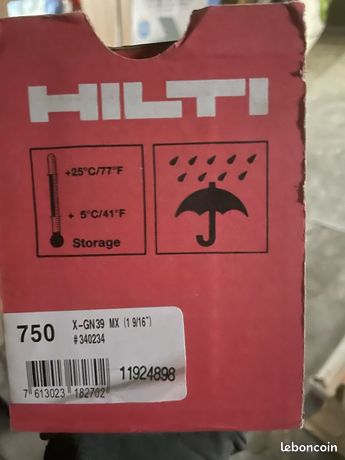 HILTI
+25°C/77°F
+ 5°C/41°F
Storage
750 X-GN39 MX (1 9/16")
#340234
11924898
7 613023 182702
leboncoin